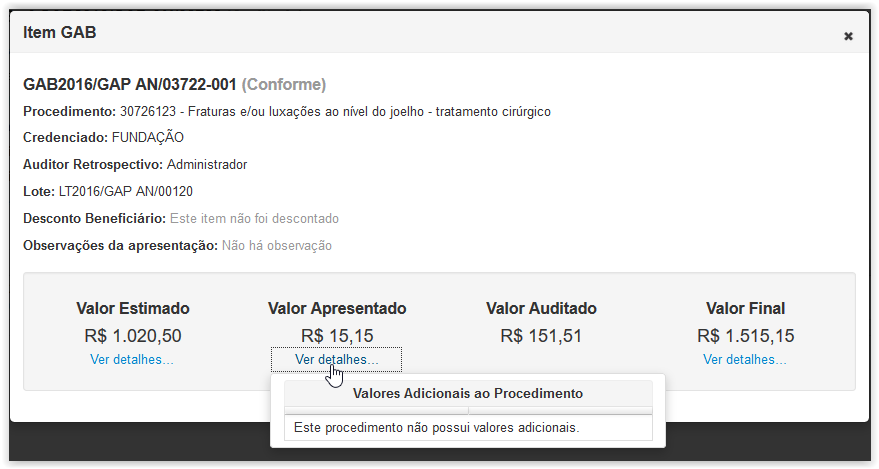 Item GAB
GAB2016/GAP AN/03722-001 (Conforme)
Procedimento: 30726123 - Fraturas e/ou luxações ao nível do joelho - tratamento cirúrgico
Credenciado: FUNDAÇÃO
Auditor Retrospectivo: Administrador
Lote: LT2016/GAP AN/00120
Desconto Beneficiário: Este item não foi descontado
Observações da apresentação: Não há observação
Valor Estimado Valor Apresentado Valor Auditado Valor Final
R$ 1.020,50 R$ 15,15 R$ 151,51 R$ 1.515,15
Ver detalhes... Ver detalhes... Ver detalhes...
Valores Adicionais ao Procedimento
Este procedimento não possui valores adicionais.